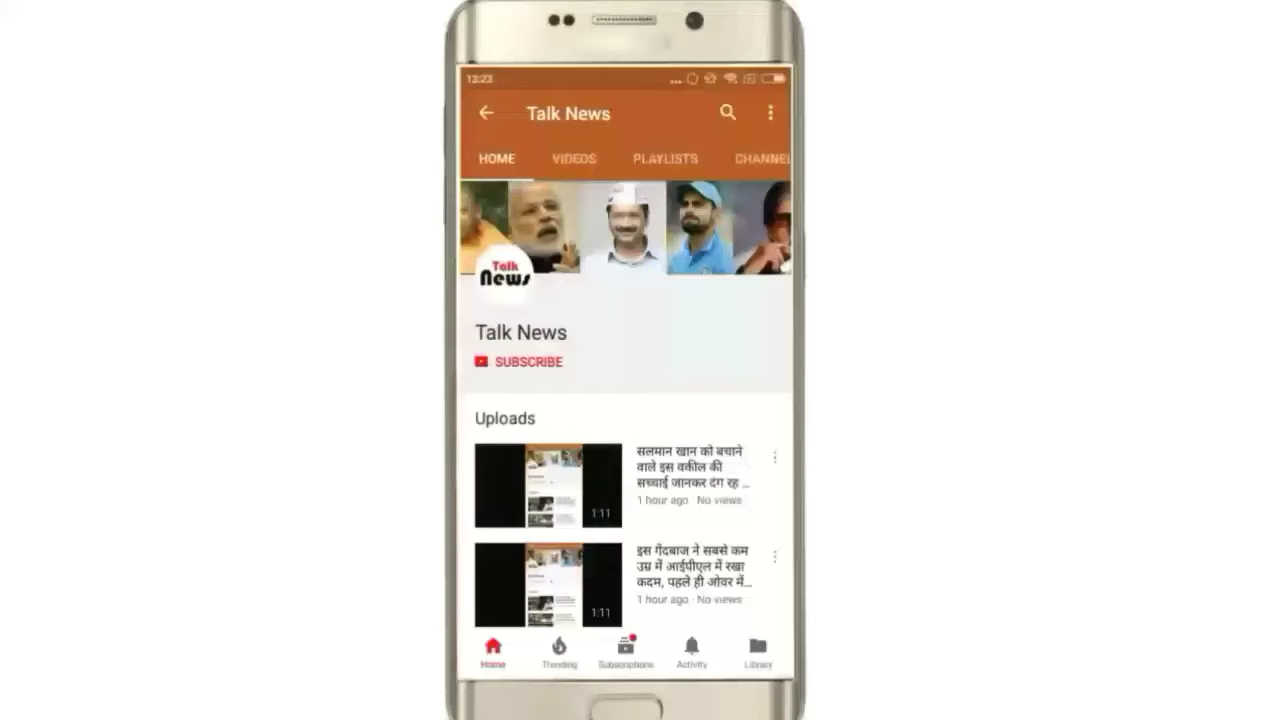 12:23
Talk News
HOME VIDEOS PLAYLISTS CHANNEL
Talk
News
Talk News
SUBSCRIBE
Uploads
सलमान खान को बचाने
वाले इस वकील की
सच्चाई जानकर दंग रह ...
1 hour ago · No views
1:11
इस गेंदबाज ने सबसे कम
उम्र में आईपीएल में रखा
कदम, पहले ही ओवर में...
1 hour ago · No views
1:11
Home Trending Subscriptions Activity Library